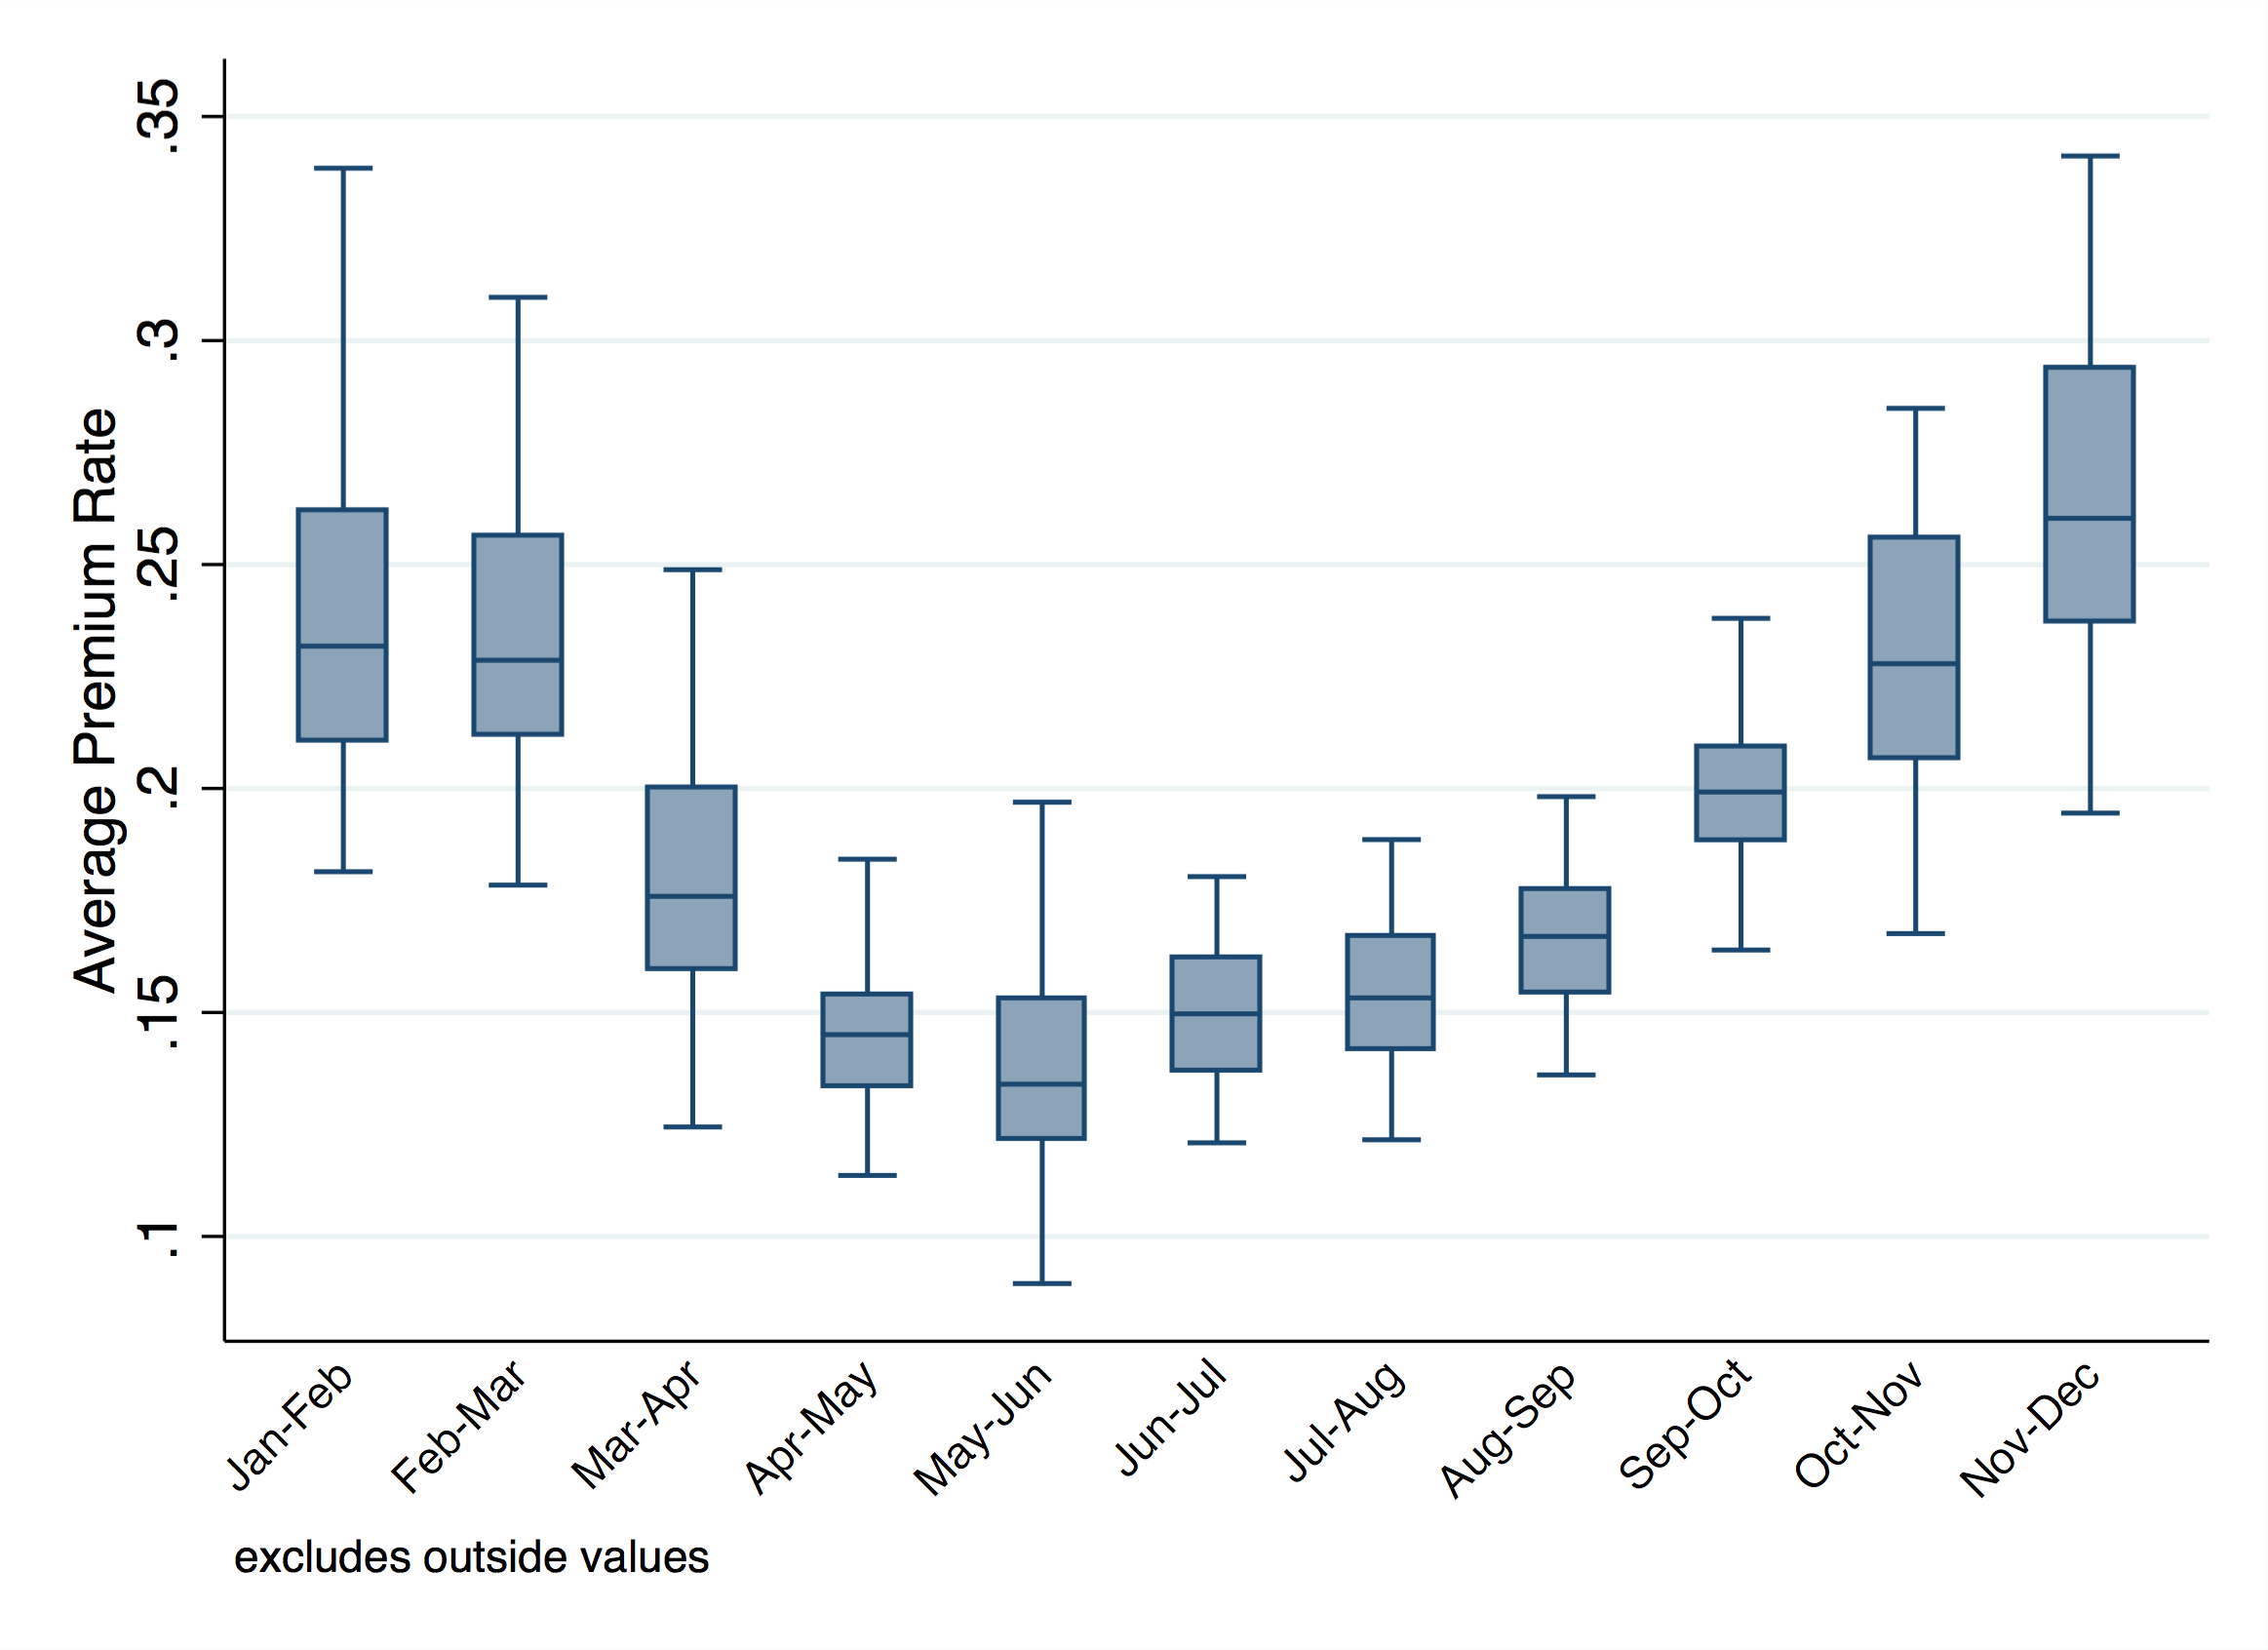 Average Premium Rate
.35
.3
.25
.2
.15
.1
Jan-Feb
Feb-Mar
Mar-Apr
Apr-May
May-Jun
Jun-Jul
Jul-Aug
Aug-Sep
Sep-Oct
Oct-Nov
Nov-Dec
excludes outside values